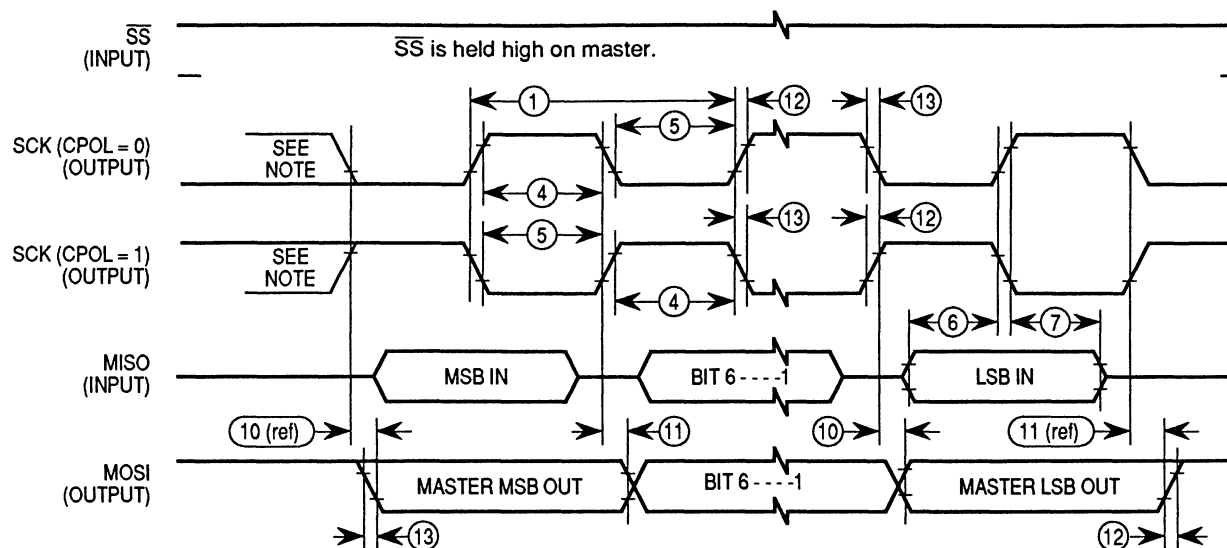 SS
(INPUT)
SS is held high on master.
1
12
13
5
SCK (CPOL = 0)
(OUTPUT)
SEE
NOTE
4
13
12
5
SCK (CPOL = 1)
(OUTPUT)
SEE
NOTE
4
6
7
MISO
(INPUT)
MSB IN
BIT 6 - - - - 1
LSB IN
10 (ref)
11
10
11 (ref)
MOSI
(OUTPUT)
MASTER MSB OUT
BIT 6 - - - - 1
MASTER LSB OUT
13
12